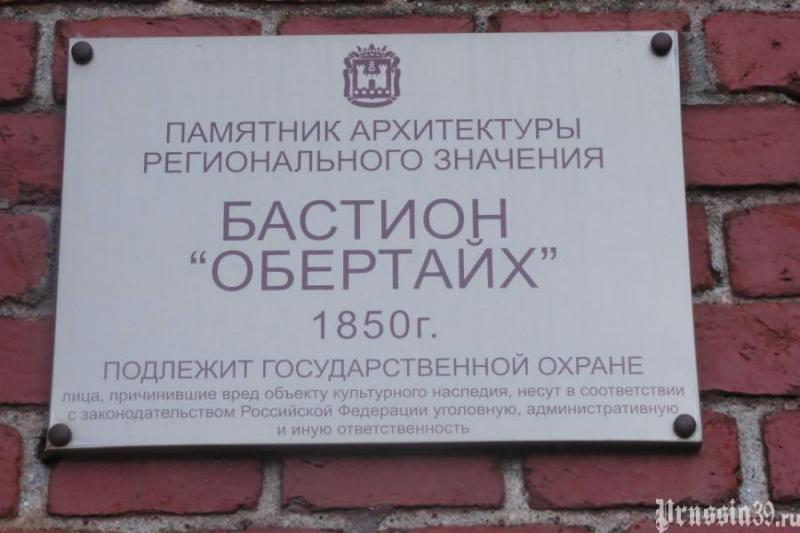 ПАМЯТНИК АРХИТЕКТУРЫ
РЕГИОНАЛЬНОГО ЗНАЧЕНИЯ
БАСТИОН
“ОБЕРТАЙХ”
1850г.
ПОДЛЕЖИТ ГОСУДАРСТВЕННОЙ ОХРАНЕ
лица, причинившие вред объекту культурного наследия, несут в соответствии
с законодательством Российской Федерации уголовную, административную
и иную ответственность
Prussia39.ru